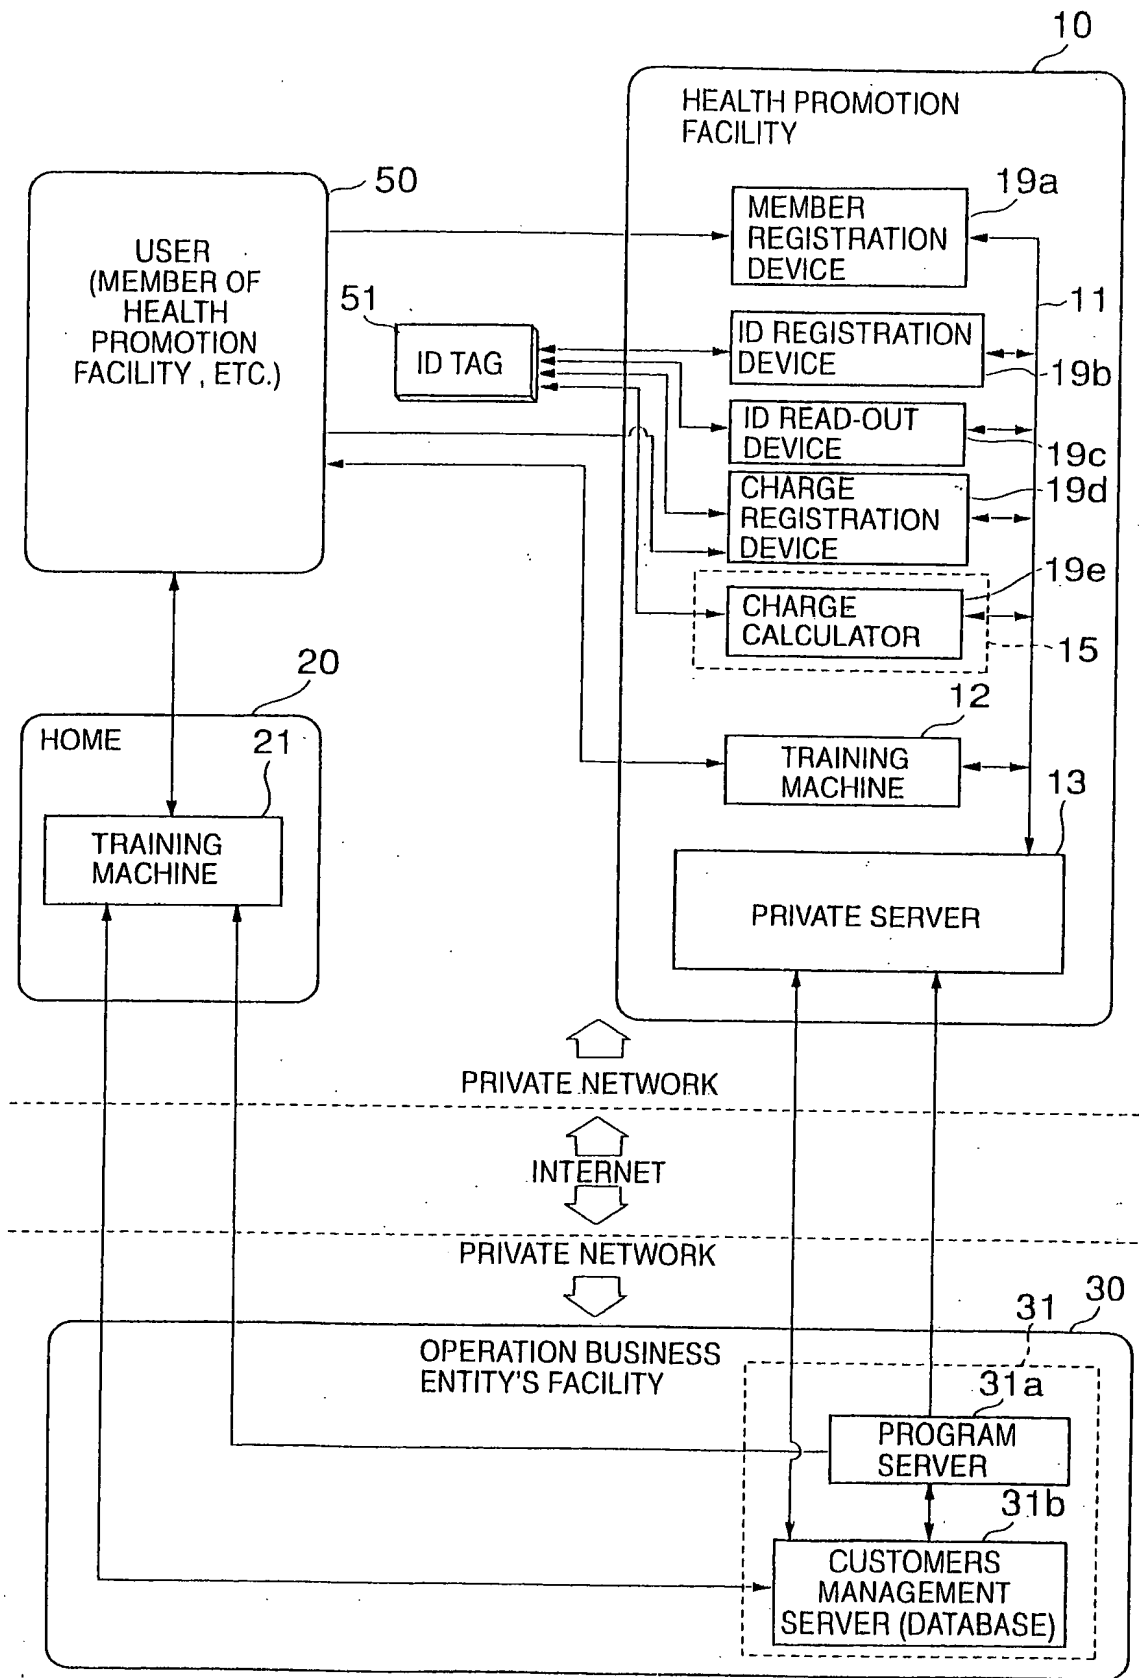 10
HEALTH PROMOTION
FACILITY
50
USER
(MEMBER OF
HEALTH
PROMOTION
FACILITY, ETC.)
19a
MEMBER
REGISTRATION
DEVICE
11
51
ID TAG
ID REGISTRATION
DEVICE
19b
ID READ-OUT
DEVICE
19c
CHARGE
REGISTRATION
DEVICE
19d
19e
CHARGE
CALCULATOR
15
20
HOME
21
TRAINING
MACHINE
12
TRAINING
MACHINE
13
PRIVATE SERVER
PRIVATE NETWORK
INTERNET
PRIVATE NETWORK
30
OPERATION BUSINESS
ENTITY'S FACILITY
31
31a
PROGRAM
SERVER
31b
CUSTOMERS
MANAGEMENT
SERVER (DATABASE)